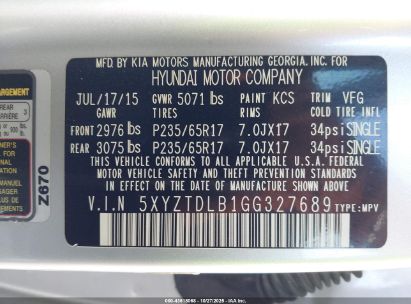 MFD. BY KIA MOTORS MANUFACTURING GEORGIA, INC. FOR
HYUNDAI MOTOR COMPANY
JUL/17/15 GVWR 5071 lbs PAINT KCS TRIM VFG
GAWR TIRES RIMS COLD TIRE INFL
FRONT 2976 lbs P235/65R17 7.0JX17 34psi SINGLE
REAR 3075 lbs P235/65R17 7.0JX17 34psi SINGLE
THIS VEHICLE CONFORMS TO ALL APPLICABLE U.S.A. FEDERAL
MOTOR VEHICLE SAFETY, BUMPER, AND THEFT PREVENTION
STANDARDS IN EFFECT ON THE DATE OF MANUFACTURE SHOWN ABOVE.
V.I.N 5XYZTDLB1GG327689 TYPE: MPV
Z670
REAR
3